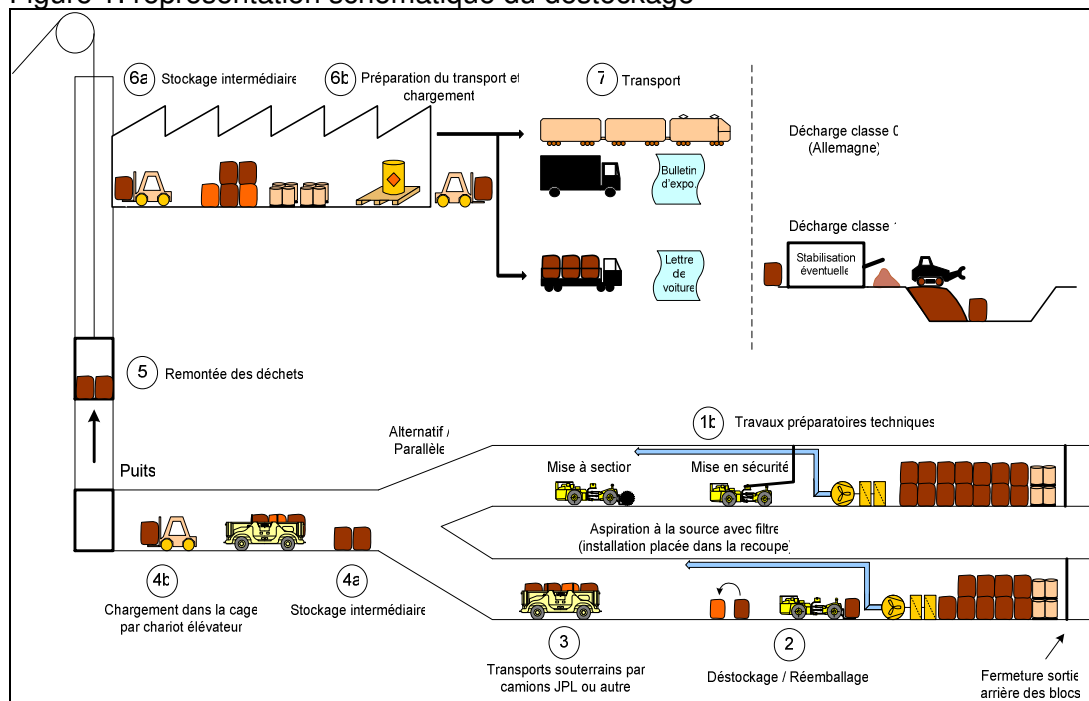 Figure 1: représentation schématique du déstockage
6a Stockage intermédiaire
6b Préparation du transport et
chargement
7 Transport
Décharge classe 0
(Allemagne)
Bulletin
d'expo.
Décharge classe
Stabilisation
éventuelle
Lettre
de
voiture
5 Remontée des déchets
1b Travaux préparatoires techniques
Alternatif /
Parallèle
Puits
Mise à section
Mise en sécurité
Aspiration à la source avec filtre
(installation placée dans la recoupe)
4b
4a
Chargement dans la cage
par chariot élévateur
Stockage intermédiaire
3
2
Transports souterrains par
camions JPL ou autre
Déstockage / Réemballage
Fermeture sortie
arrière des blocs